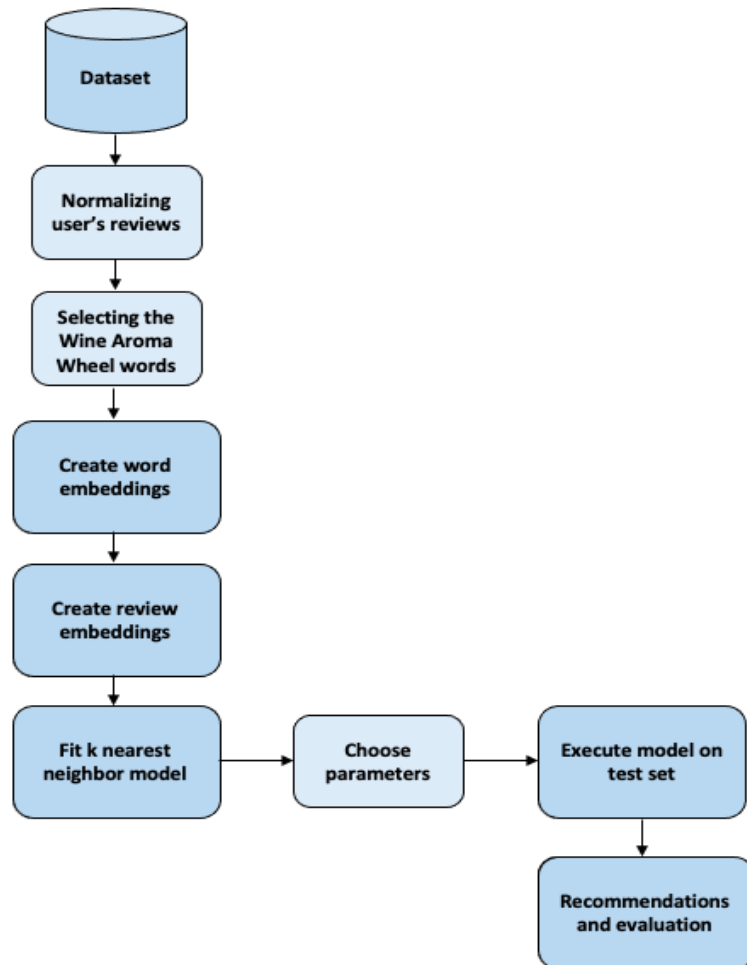 Dataset
Normalizing
user’s reviews
Selecting the
Wine Aroma
Wheel words
Create word
embeddings
Create review
embeddings
Fit k nearest
neighbor model
Choose
parameters
Execute model on
test set
Recommendations
and evaluation